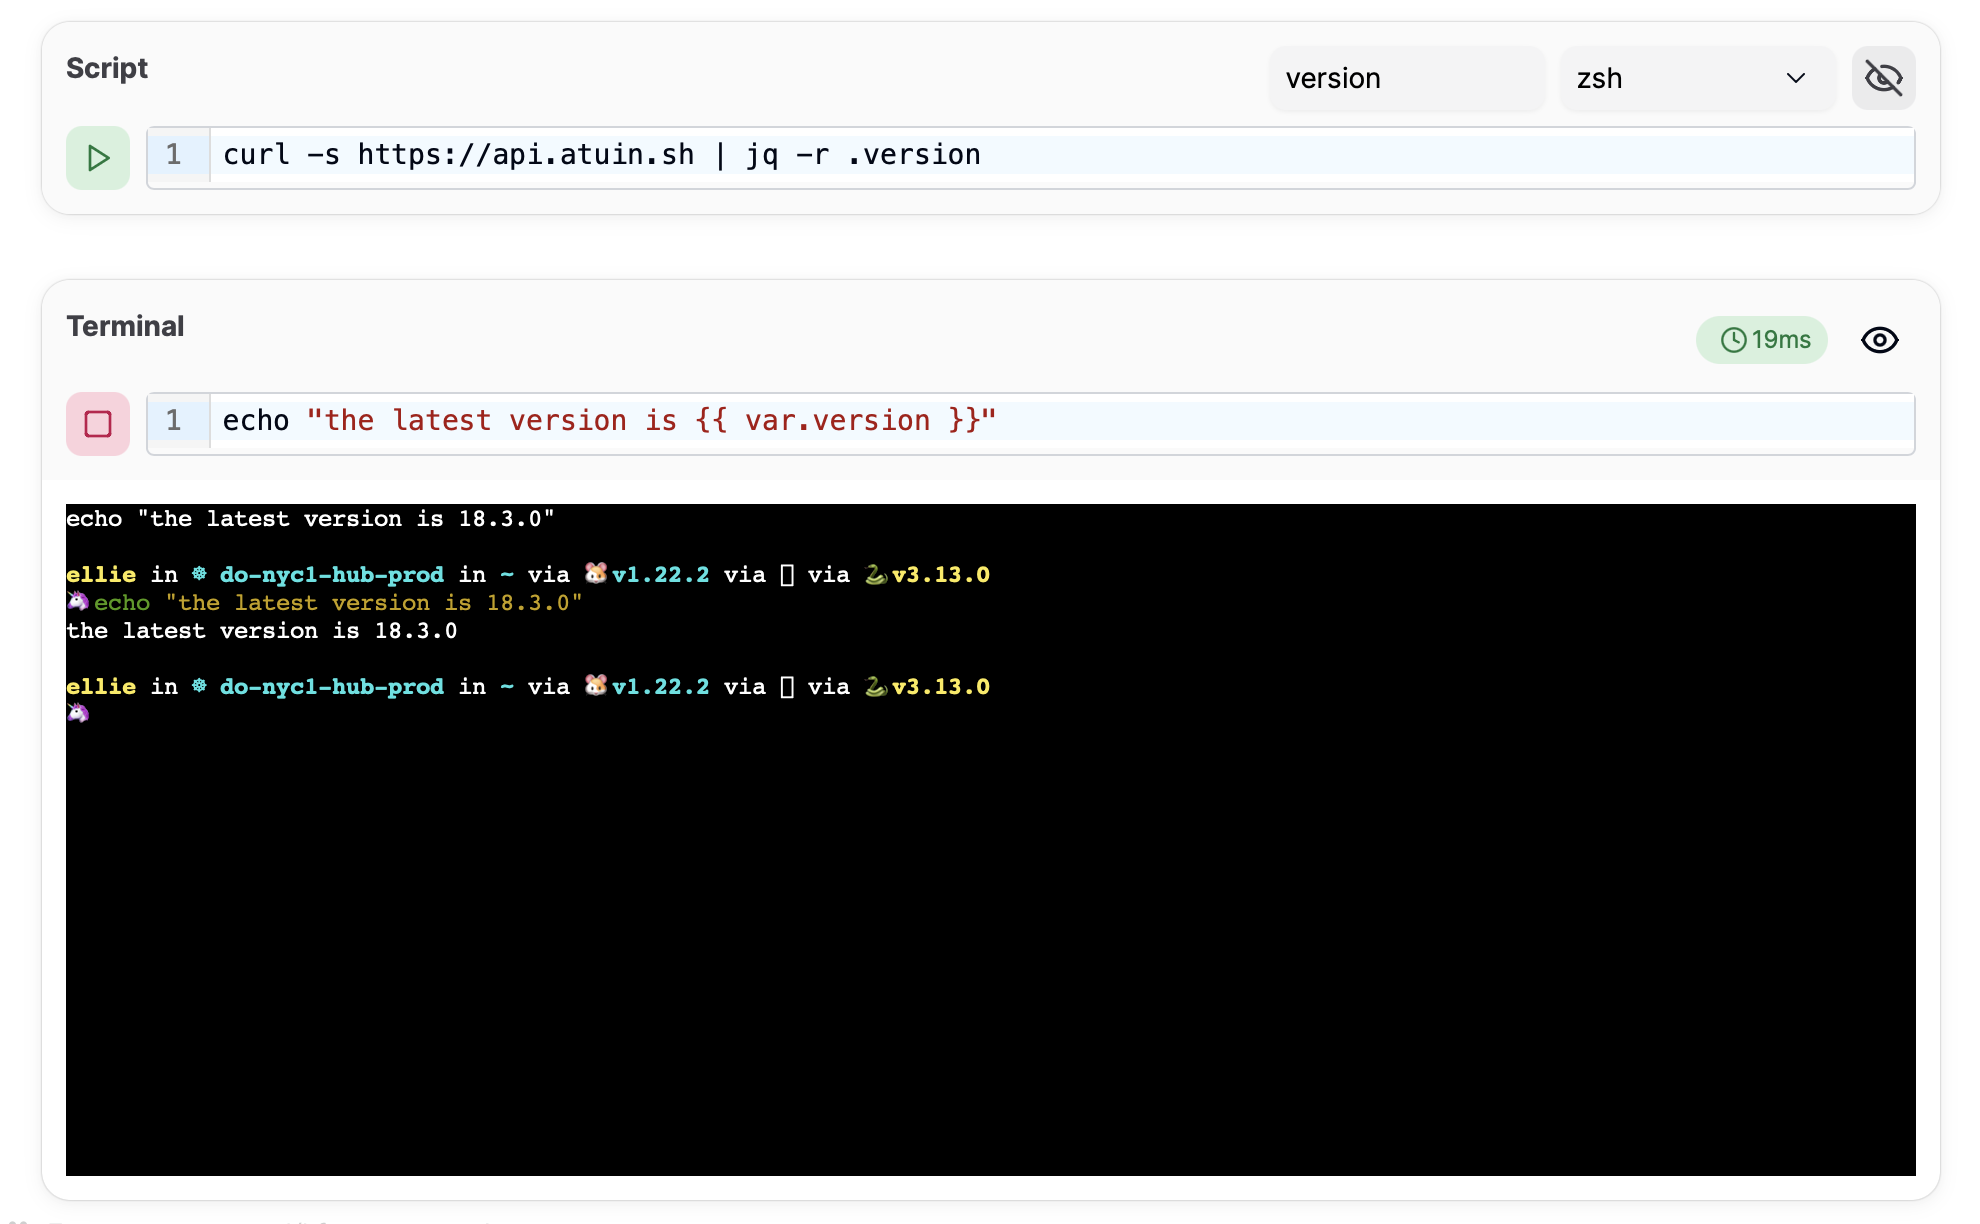 Script
version
zsh
1
curl -s https://api.atuin.sh | jq -r .version
Terminal
19ms
1
echo "the latest version is {{ var.version }}"
echo "the latest version is 18.3.0"
ellie in ☸ do-nyc1-hub-prod in ~ via 🐹v1.22.2 via  via 🐍v3.13.0
🦄echo "the latest version is 18.3.0"
the latest version is 18.3.0
ellie in ☸ do-nyc1-hub-prod in ~ via 🐹v1.22.2 via  via 🐍v3.13.0
🦄